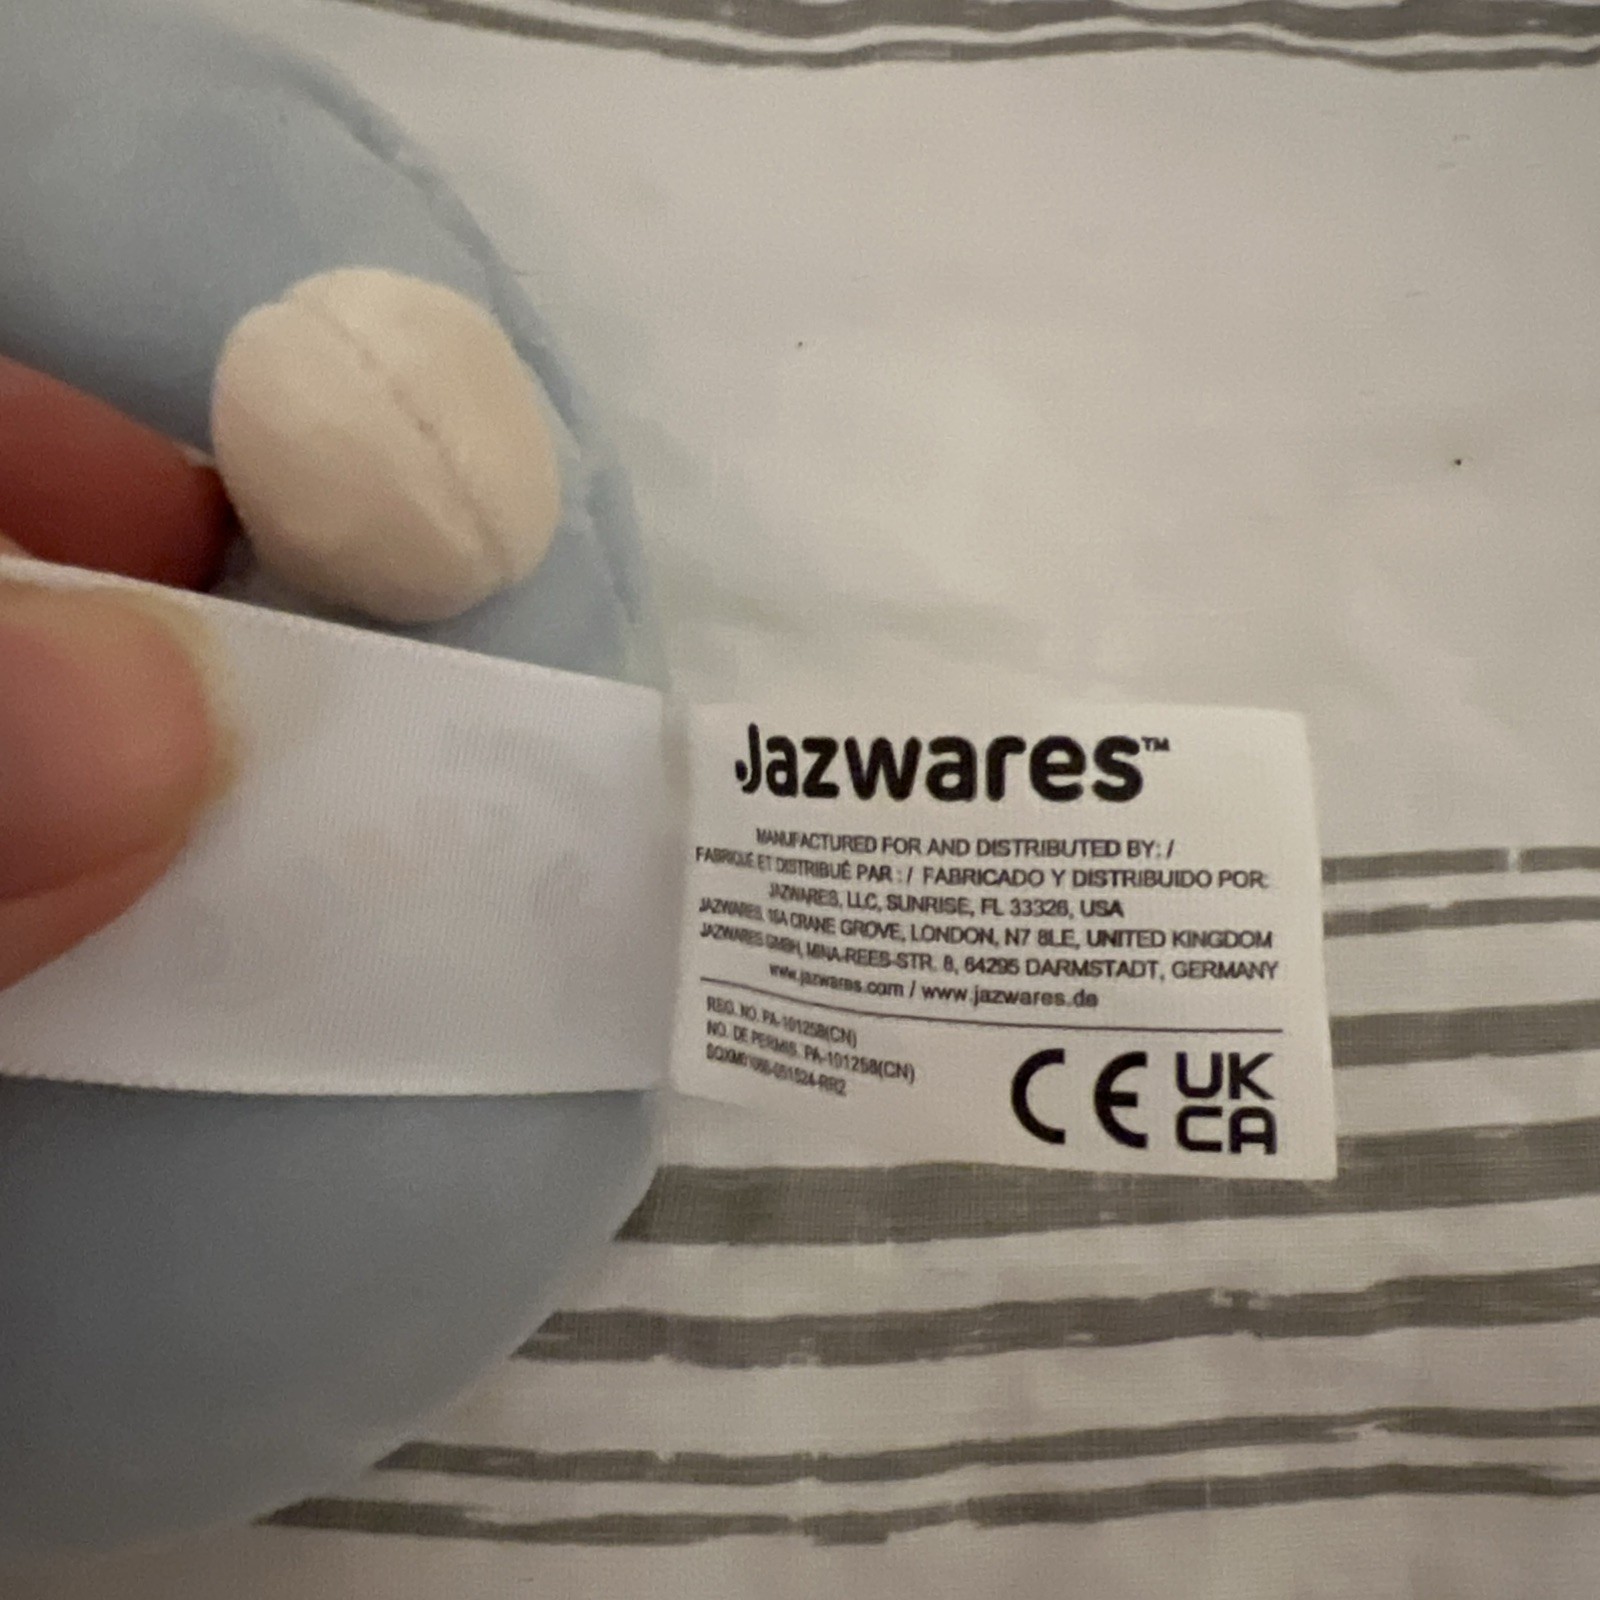 Jazwares™
MANUFACTURED FOR AND DISTRIBUTED BY: /
FABRIQUÉ ET DISTRIBUÉ PAR : / FABRICADO Y DISTRIBUIDO POR:
JAZWARES, LLC, SUNRISE, FL 33326, USA
JAZWARES, 16A CRANE GROVE, LONDON, N7 8LE, UNITED KINGDOM
JAZWARES GMBH, MINA-REES-STR. 8, 64295 DARMSTADT, GERMANY
www.jazwares.com / www.jazwares.de
REG. NO. PA-101258(CN)
NO. DE PERMIS. PA-101258(CN)
CE UK
CA